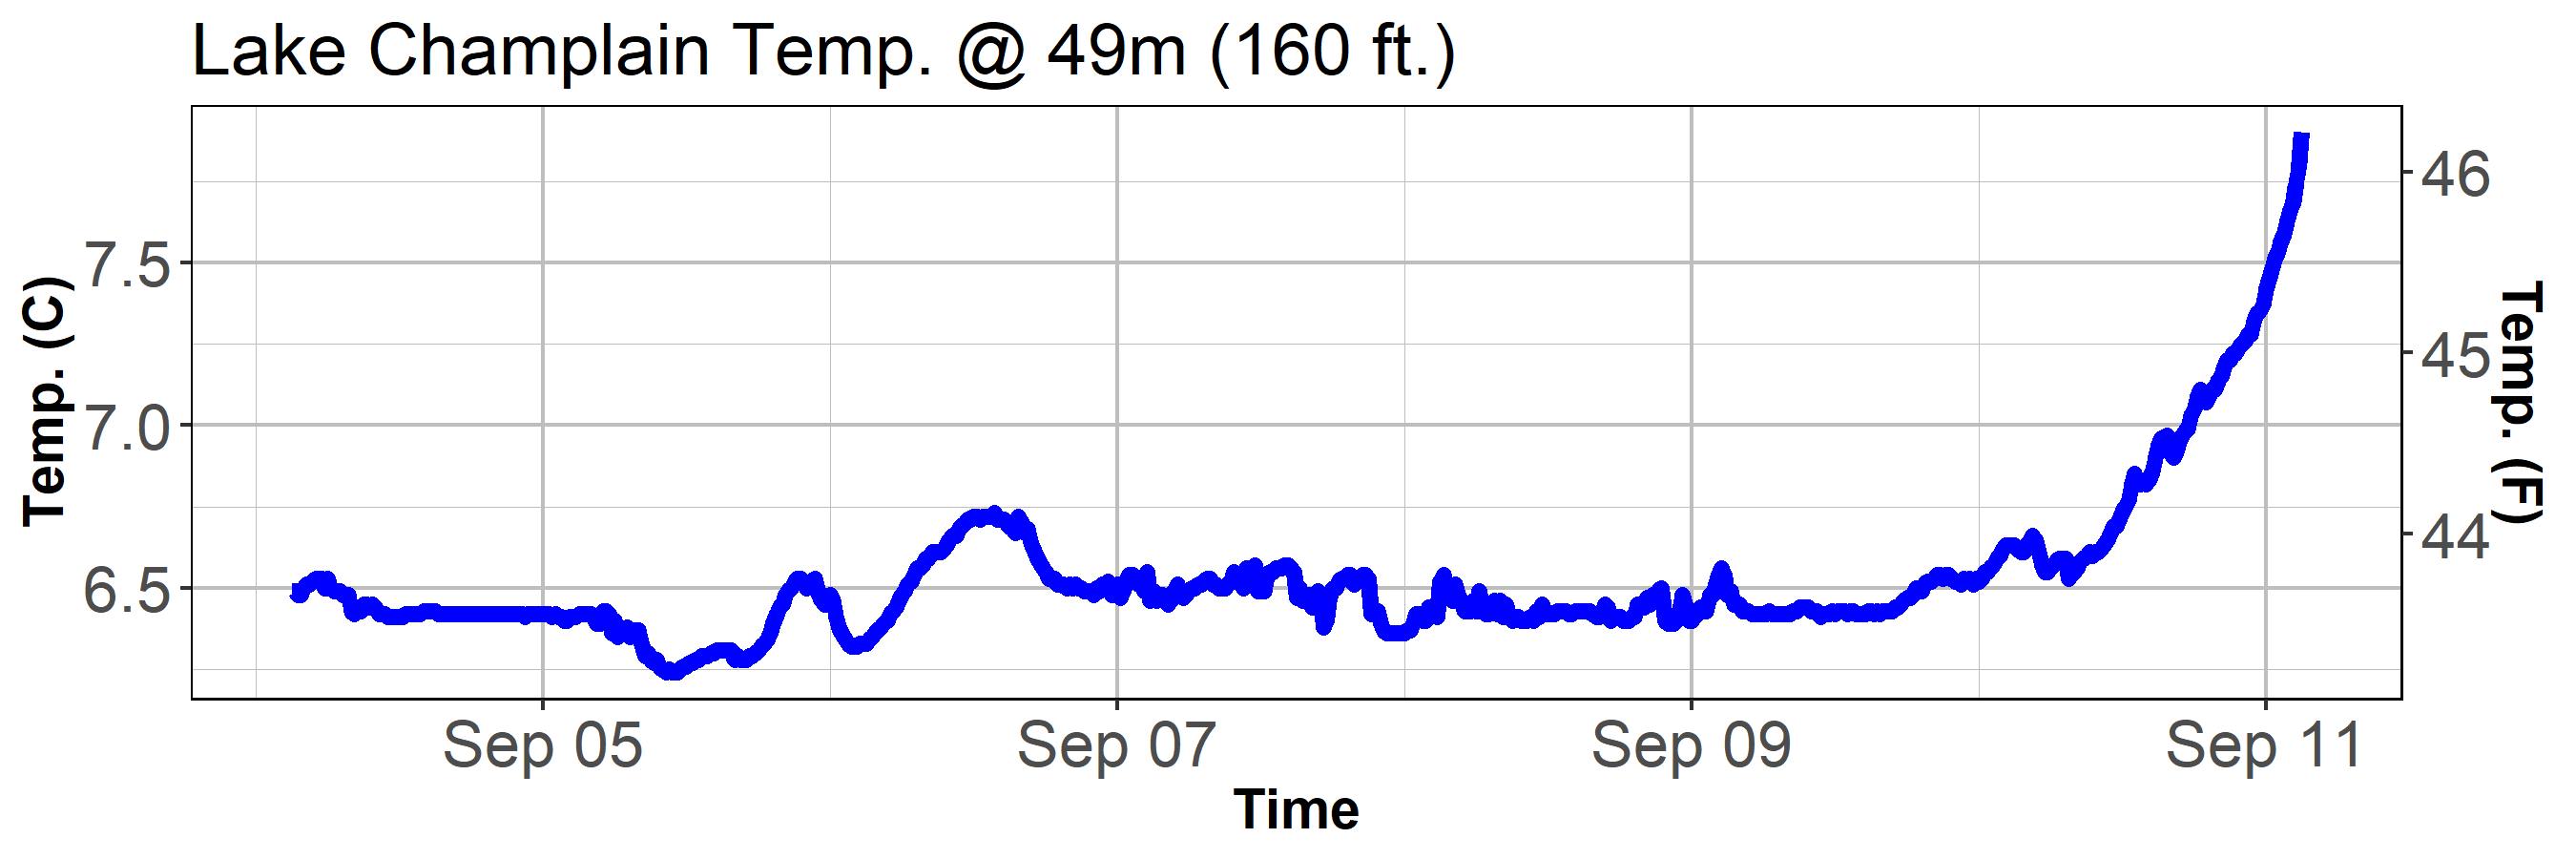 Lake Champlain Temp. @ 49m (160 ft.)
Temp. (C)
7.5
7.0
6.5
46
45
44
Temp. (F)
Sep 05 Sep 07 Sep 09 Sep 11
Time